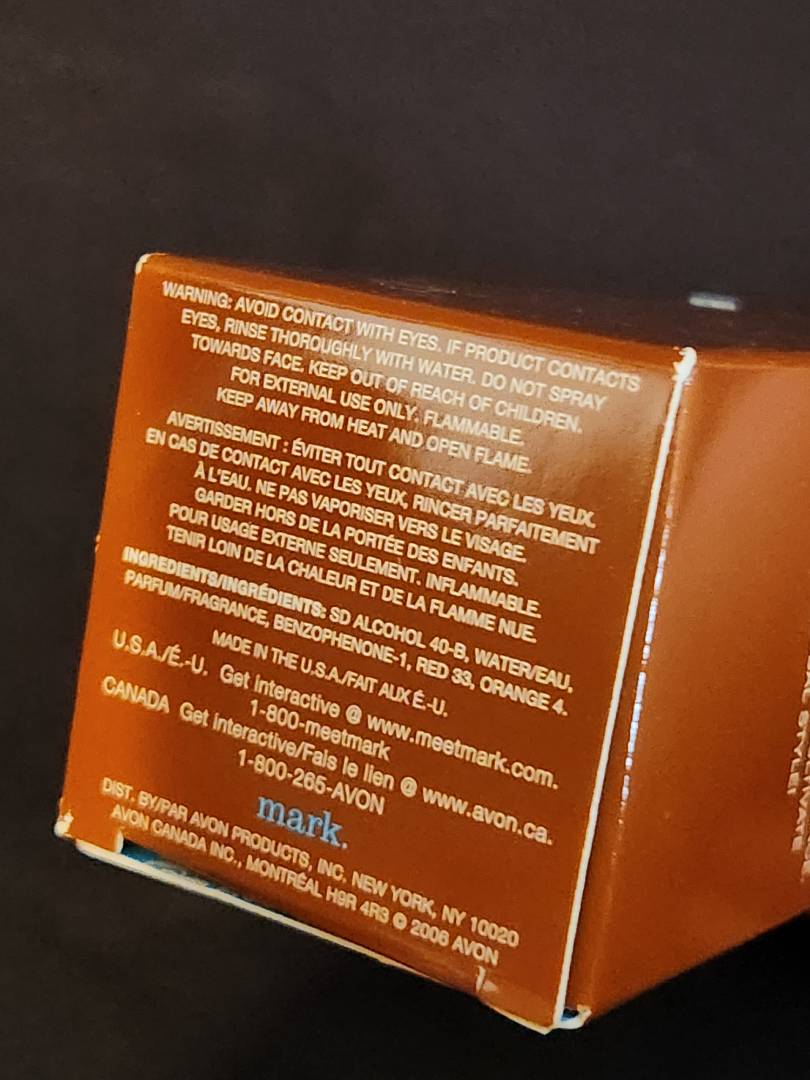 WARNING: AVOID CONTACT WITH EYES. IF PRODUCT CONTACTS
EYES, RINSE THOROUGHLY WITH WATER. DO NOT SPRAY
TOWARDS FACE. KEEP OUT OF REACH OF CHILDREN.
FOR EXTERNAL USE ONLY. FLAMMABLE.
KEEP AWAY FROM HEAT AND OPEN FLAME.
AVERTISSEMENT : ÉVITER TOUT CONTACT AVEC LES YEUX.
EN CAS DE CONTACT AVEC LES YEUX, RINCER PARFAITEMENT
À L'EAU. NE PAS VAPORISER VERS LE VISAGE.
GARDER HORS DE LA PORTÉE DES ENFANTS.
POUR USAGE EXTERNE SEULEMENT. INFLAMMABLE.
TENIR LOIN DE LA CHALEUR ET DE LA FLAMME NUE.
INGREDIENTS/INGRÉDIENTS: SD ALCOHOL 40-B, WATER/EAU,
PARFUM/FRAGRANCE, BENZOPHENONE-1, RED 33, ORANGE 4.
MADE IN THE U.S.A./FAIT AUX É.-U.
U.S.A./É.-U. Get interactive @ www.meetmark.com.
1-800-meetmark
CANADA Get interactive/Fais le lien @ www.avon.ca.
1-800-265-AVON
mark.
DIST. BY/PAR AVON PRODUCTS, INC. NEW YORK, NY 10020
AVON CANADA INC., MONTRÉAL H9R 4R3 © 2006 AVON